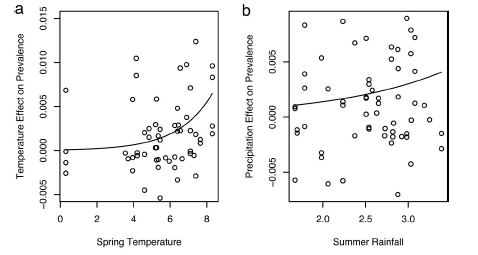 a
Temperature Effect on Prevalence
0.015
0.010
0.005
0.000
-0.005
0 2 4 6 8
Spring Temperature
b
Precipitation Effect on Prevalence
0.005
0.000
-0.005
2.0 2.5 3.0
Summer Rainfall